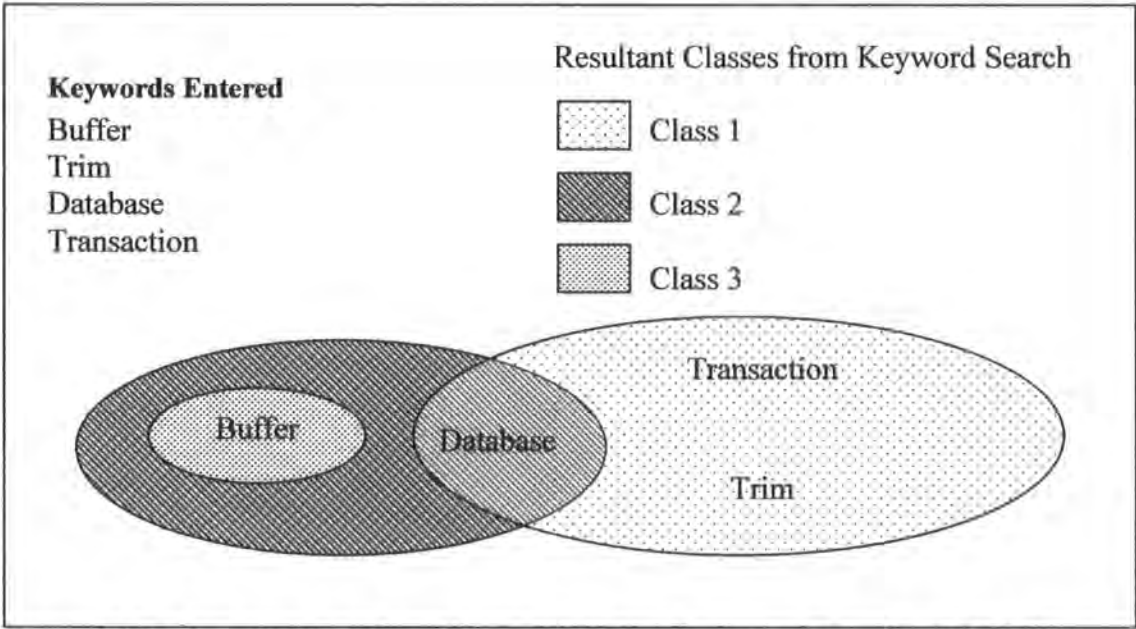 Keywords Entered
Buffer
Trim
Database
Transaction
Resultant Classes from Keyword Search
Class 1
Class 2
Class 3
Transaction
Buffer
Database
Trim